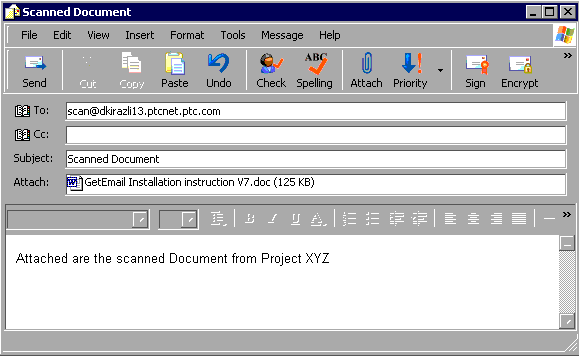 Scanned Document
File Edit View Insert Format Tools Message Help
Send Cut Copy Paste Undo Check Spelling Attach Priority Sign Encrypt »
ABC
To: scan@dkirazli13.ptcnet.ptc.com
Cc:
Subject: Scanned Document
Attach: GetEmail Installation instruction V7.doc (125 KB)
B I U A »
Attached are the scanned Document from Project XYZ